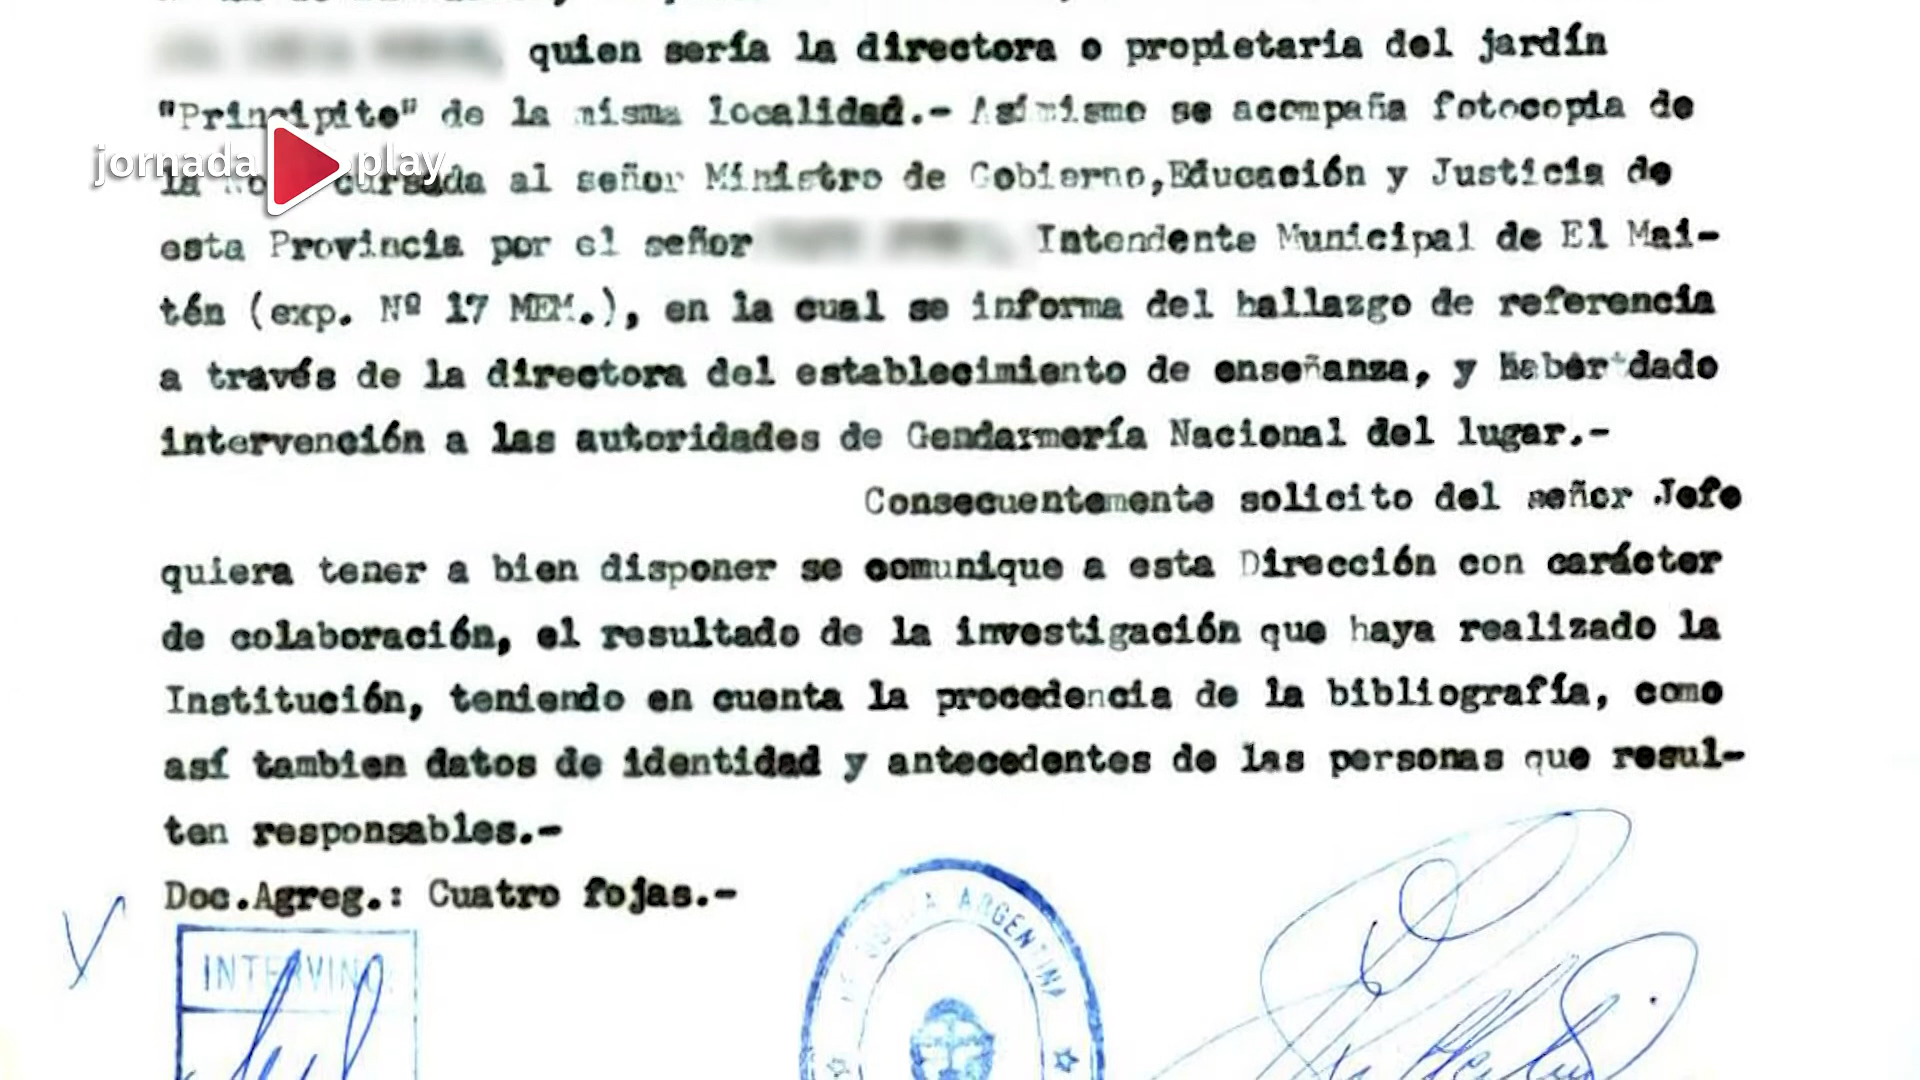 quien sería la directora o propietaria del jardín
"Principito" de la misma localidad.- Asimismo se acompaña fotocopia de
jornada play
la cursada al señor Ministro de Gobierno,Educación y Justicia de
esta Provincia por el señor Intendente Municipal de El Mai-
tén (exp. Nº 17 MEM.), en la cual se informa del hallazgo de referencia
a través de la directora del establecimiento de enseñanza, y haber dado
intervención a las autoridades de Gendarmería Nacional del lugar.-
Consecuentemente solicito del señor Jefe
quiera tener a bien disponer se comunique a esta Dirección con carácter
de colaboración, el resultado de la investigación que haya realizado la
Institución, teniendo en cuenta la procedencia de la bibliografía, como
así tambien datos de identidad y antecedentes de las personas que resul-
ten responsables.-
Doc.Agreg.: Cuatro fojas.-
INTERVINO:
REPUBLICA ARGENTINA